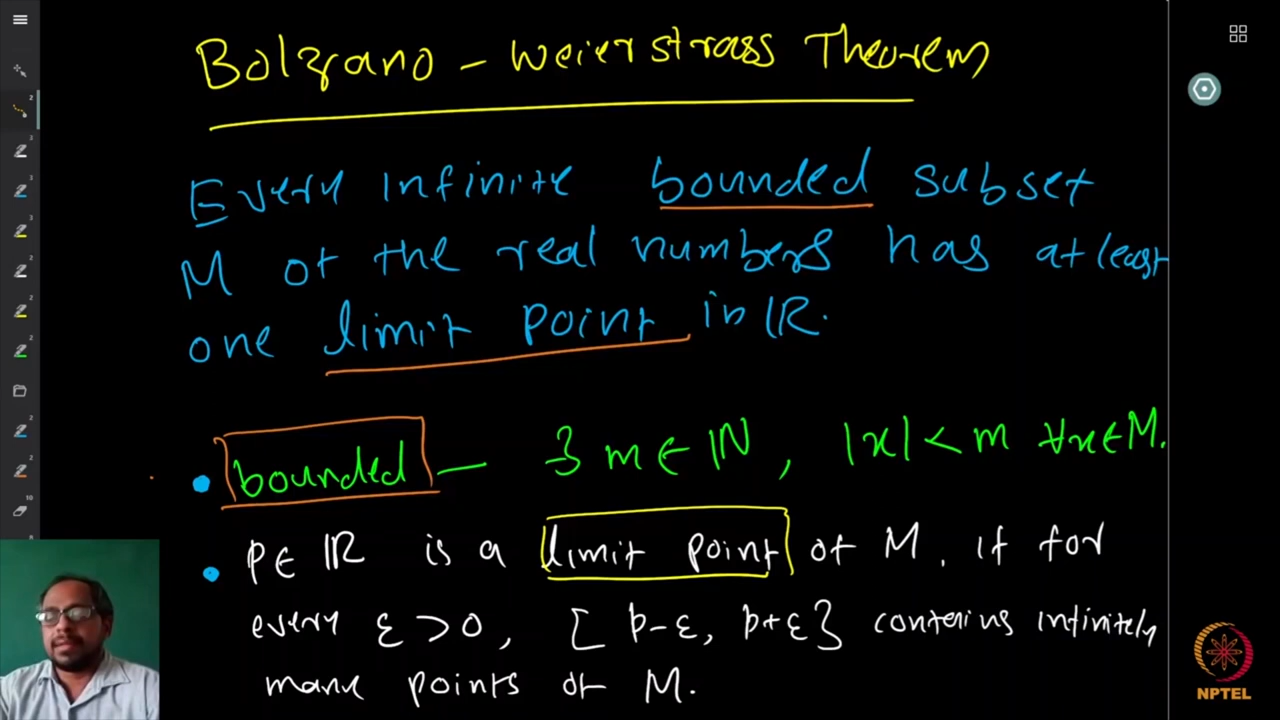 Bolzano - Weierstrass Theorem
Every infinite bounded subset
M of the real numbers has atleast
one limit point in ℝ.
• bounded — ∃ m ∈ ℕ, |x| < m ∀x∈M.
• p∈ ℝ is a limit point of M, if for
every ε > 0, [p-ε, p+ε] contains infinitely
many points of M.
NPTEL